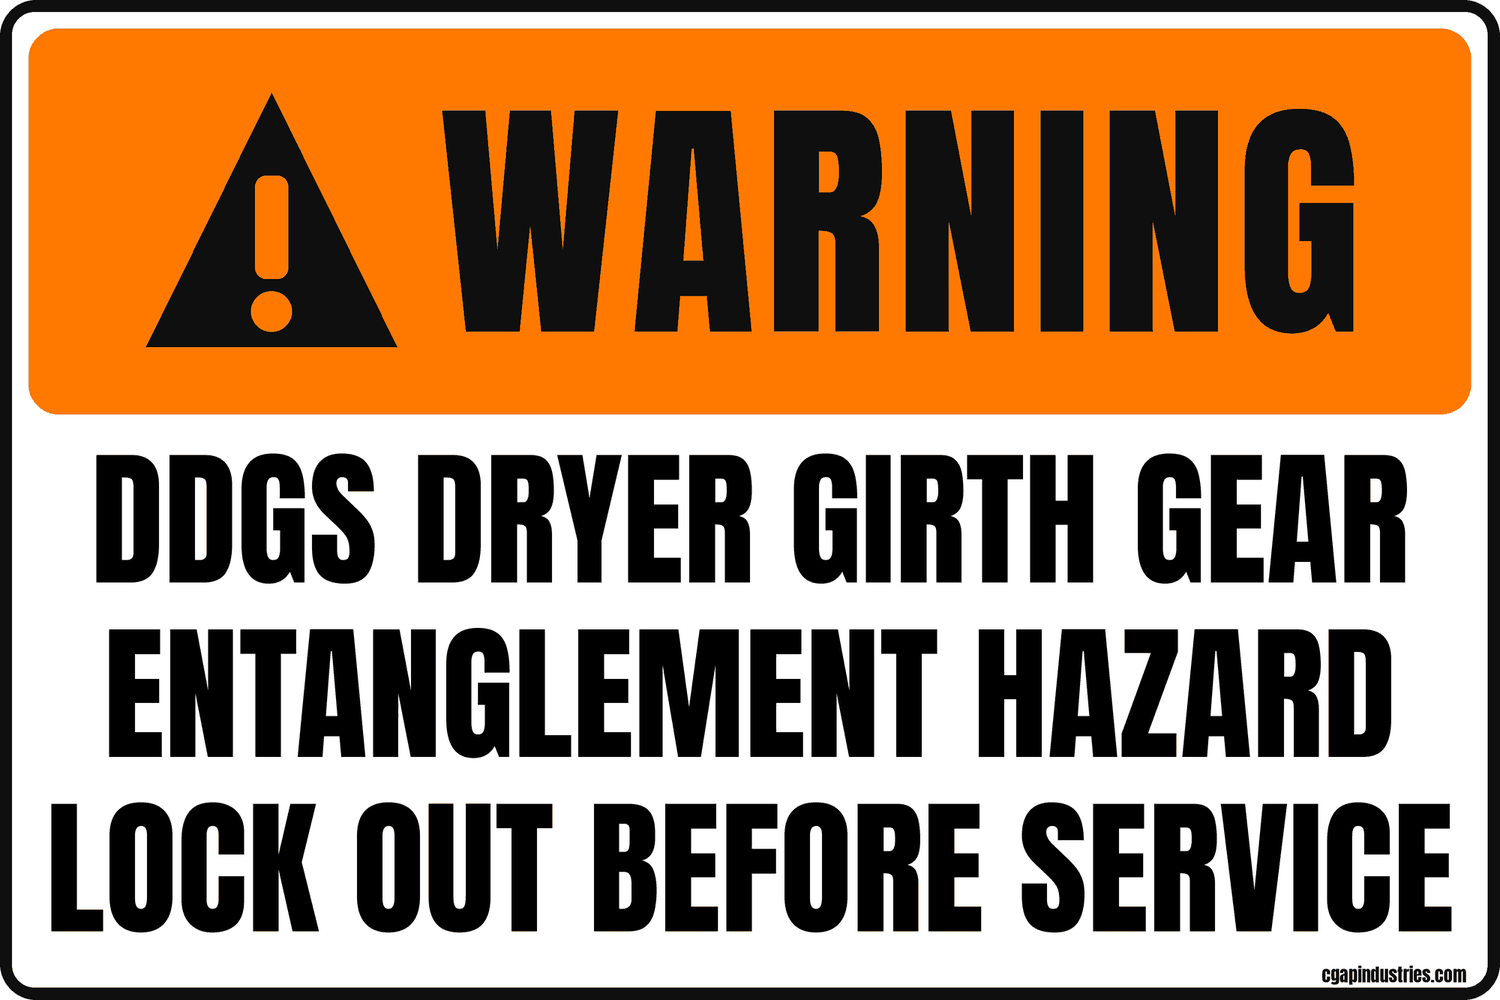 WARNING
DDGS DRYER GIRTH GEAR
ENTANGLEMENT HAZARD
LOCK OUT BEFORE SERVICE
cgapindustries.com